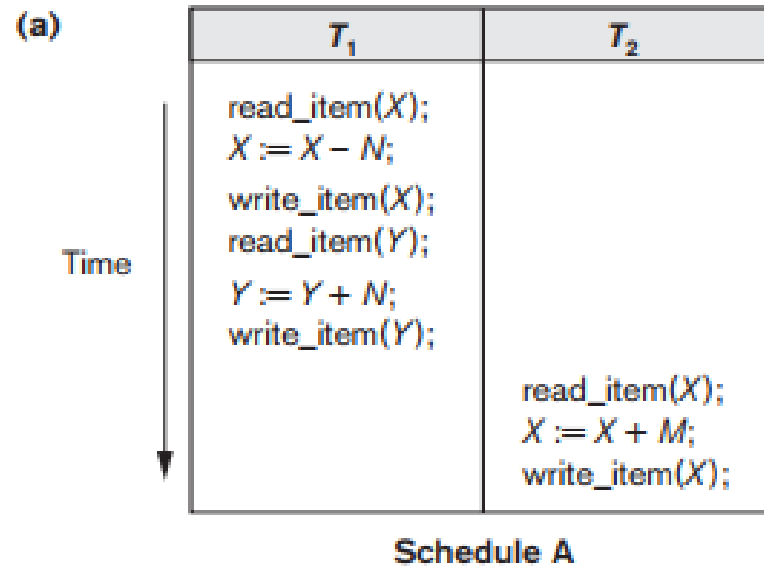 (a)
T₁ T₂
read_item(X);
X := X – N;
write_item(X);
read_item(Y);
Time
Y := Y + N;
write_item(Y);
read_item(X);
X := X + M;
write_item(X);
Schedule A